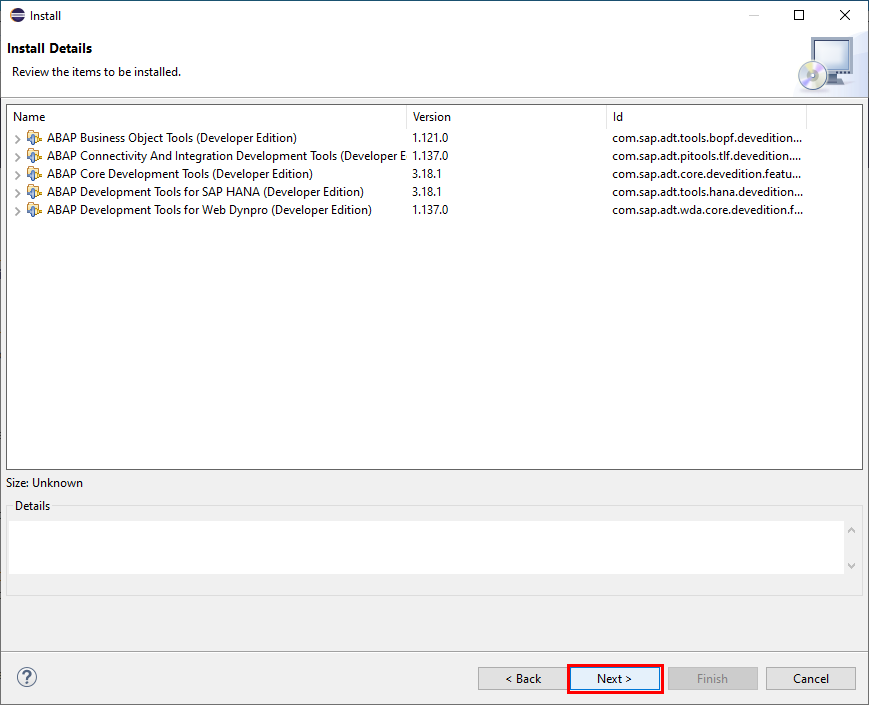 Install
Install Details
Review the items to be installed.
Name Version Id
ABAP Business Object Tools (Developer Edition) 1.121.0 com.sap.adt.tools.bopf.devedition...
ABAP Connectivity And Integration Development Tools (Developer E 1.137.0 com.sap.adt.pitools.tlf.devedition....
ABAP Core Development Tools (Developer Edition) 3.18.1 com.sap.adt.core.devedition.featu...
ABAP Development Tools for SAP HANA (Developer Edition) 3.18.1 com.sap.adt.tools.hana.devedition...
ABAP Development Tools for Web Dynpro (Developer Edition) 1.137.0 com.sap.adt.wda.core.devedition.f...
Size: Unknown
Details
? < Back Next > Finish Cancel